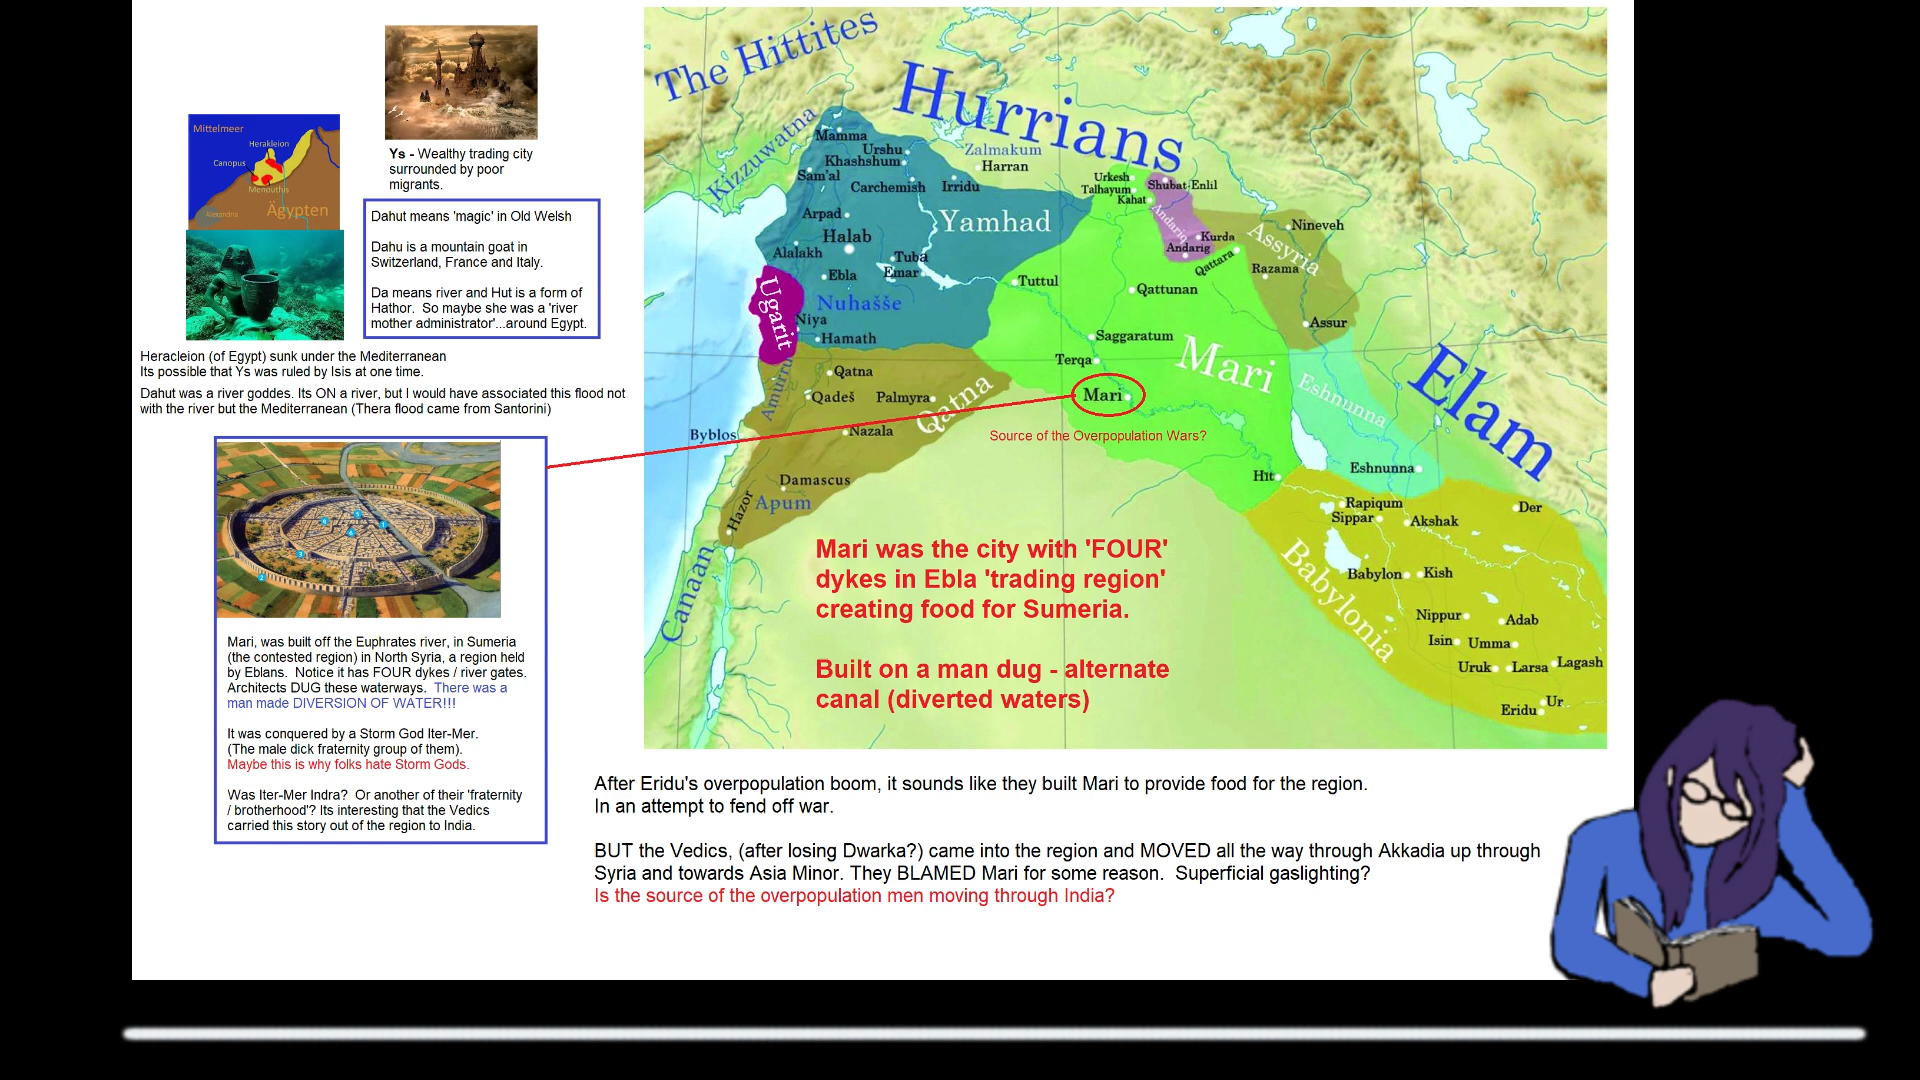 Ys - Wealthy trading city
surrounded by poor
migrants.
Mittelmeer
Herakleion
Canopus
Menouthis
Alexandria
Ägypten
Dahut means 'magic' in Old Welsh
Dahu is a mountain goat in
Switzerland, France and Italy.
Da means river and Hut is a form of
Hathor. So maybe she was a 'river
mother administrator'...around Egypt.
Heracleion (of Egypt) sunk under the Mediterranean
Its possible that Ys was ruled by Isis at one time.
Dahut was a river goddes. Its ON a river, but I would have associated this flood not
with the river but the Mediterranean (Thera flood came from Santorini)
Mari, was built off the Euphrates river, in Sumeria
(the contested region) in North Syria, a region held
by Eblans. Notice it has FOUR dykes / river gates.
Architects DUG these waterways. There was a
man made DIVERSION OF WATER!!!
It was conquered by a Storm God Iter-Mer.
(The male dick fraternity group of them).
Maybe this is why folks hate Storm Gods.
Was Iter-Mer Indra? Or another of their 'fraternity
/ brotherhood'? Its interesting that the Vedics
carried this story out of the region to India.
The Hittites
Hurrians
Kizzuwatna
Mamma
Urshu
Khashshum
Zalmakum
Harran
Sam'al
Carchemish
Irridu
Urkesh
Talhayum
Shubat-Enlil
Kahat
Arpad
Yamhad
Andariq
Nineveh
Halab
Kurda
Andarig
Assyria
Alalakh
Tuba
Emar
Qattara
Razama
Ebla
Tuttul
Qattunan
Ugarit
Nuhašše
Niya
Assur
Hamath
Saggaratum
Mari
Terqa
Elam
Amurru
Qatna
Qadeš
Palmyra
Qatna
Mari
Eshnunna
Byblos
Nazala
Source of the Overpopulation Wars?
Eshnunna
Damascus
Hit
Hazor
Apum
Rapiqum
Der
Sippar
Akshak
Canaan
Babylonia
Babylon
Kish
Nippur
Adab
Isin
Umma
Uruk
Larsa
Lagash
Ur
Eridu
Mari was the city with 'FOUR'
dykes in Ebla 'trading region'
creating food for Sumeria.
Built on a man dug - alternate
canal (diverted waters)
After Eridu's overpopulation boom, it sounds like they built Mari to provide food for the region.
In an attempt to fend off war.
BUT the Vedics, (after losing Dwarka?) came into the region and MOVED all the way through Akkadia up through
Syria and towards Asia Minor. They BLAMED Mari for some reason. Superficial gaslighting?
Is the source of the overpopulation men moving through India?